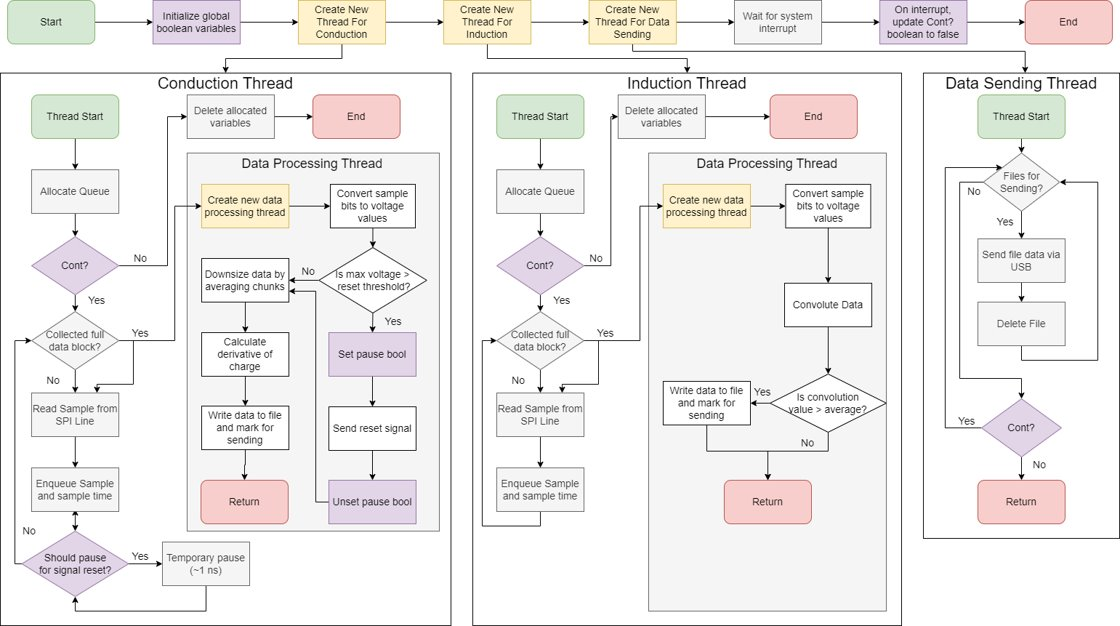 Start
Initialize global
boolean variables
Create New
Thread For
Conduction
Create New
Thread For
Induction
Create New
Thread For Data
Sending
Wait for system
interrupt
On interrupt,
update Cont?
boolean to false
End
Conduction Thread
Thread Start
Delete allocated
variables
End
Allocate Queue
Cont?
No
Yes
Collected full
data block?
Yes
No
Read Sample from
SPI Line
Enqueue Sample
and sample time
No
Should pause
for signal reset?
Yes
Temporary pause
(~1 ns)
Data Processing Thread
Create new data
processing thread
Convert sample
bits to voltage
values
Is max voltage >
reset threshold?
No
Yes
Downsize data by
averaging chunks
Calculate
derivative of
charge
Write data to file
and mark for
sending
Return
Set pause bool
Send reset signal
Unset pause bool
Induction Thread
Thread Start
Delete allocated
variables
End
Allocate Queue
Cont?
No
Yes
Collected full
data block?
Yes
No
Read Sample from
SPI Line
Enqueue Sample
and sample time
Data Processing Thread
Create new data
processing thread
Convert sample
bits to voltage
values
Convolute Data
Is convolution
value > average?
Yes
No
Write data to file
and mark for
sending
Return
Data Sending Thread
Thread Start
Files for
Sending?
No
Yes
Send file data via
USB
Delete File
Cont?
Yes
No
Return